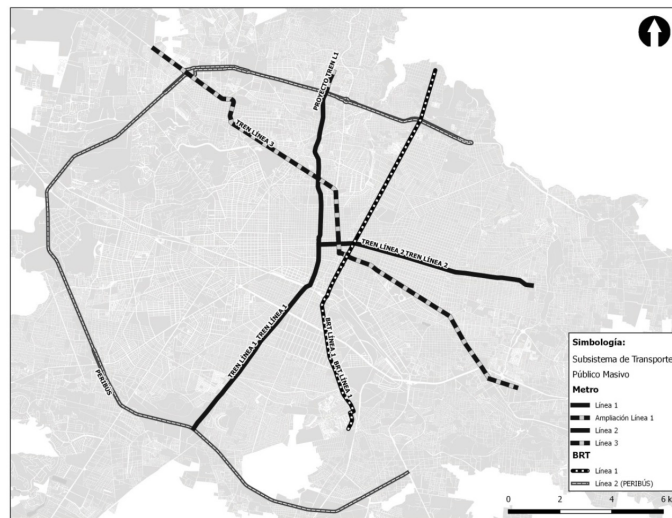 PROYECTO TREN L1
TREN LÍNEA 3
TREN LÍNEA 2 TREN LÍNEA 2
TREN LÍNEA 1 TREN LÍNEA 1
BRT LÍNEA 1 BRT LÍNEA 1
PERIBÚS
Simbología:
Subsistema de Transporte
Público Masivo
Metro
Línea 1
Ampliación Línea 1
Línea 2
Línea 3
BRT
Línea 1
Línea 2 (PERIBÚS)
0 2 4 6 k